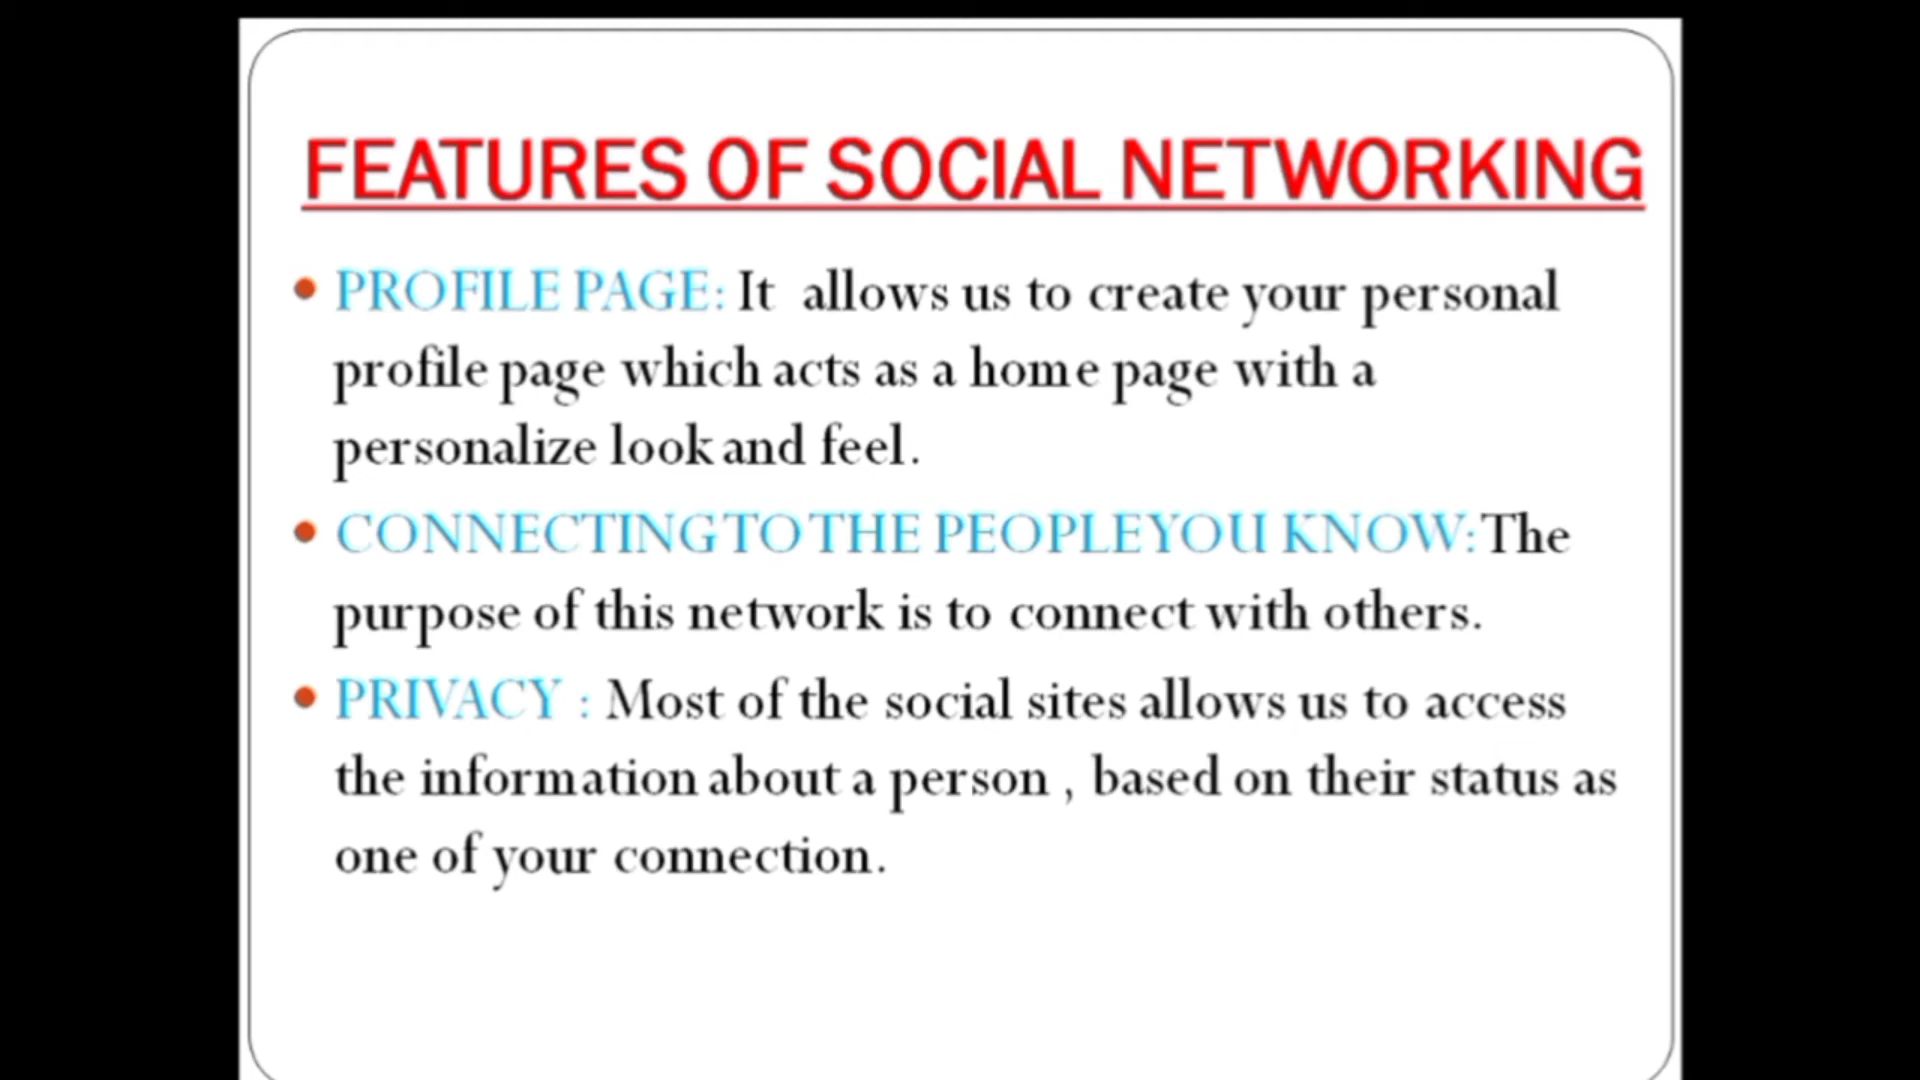 FEATURES OF SOCIAL NETWORKING
• PROFILE PAGE: It allows us to create your personal
profile page which acts as a home page with a
personalize look and feel.
• CONNECTING TO THE PEOPLE YOU KNOW: The
purpose of this network is to connect with others.
• PRIVACY : Most of the social sites allows us to access
the information about a person , based on their status as
one of your connection.